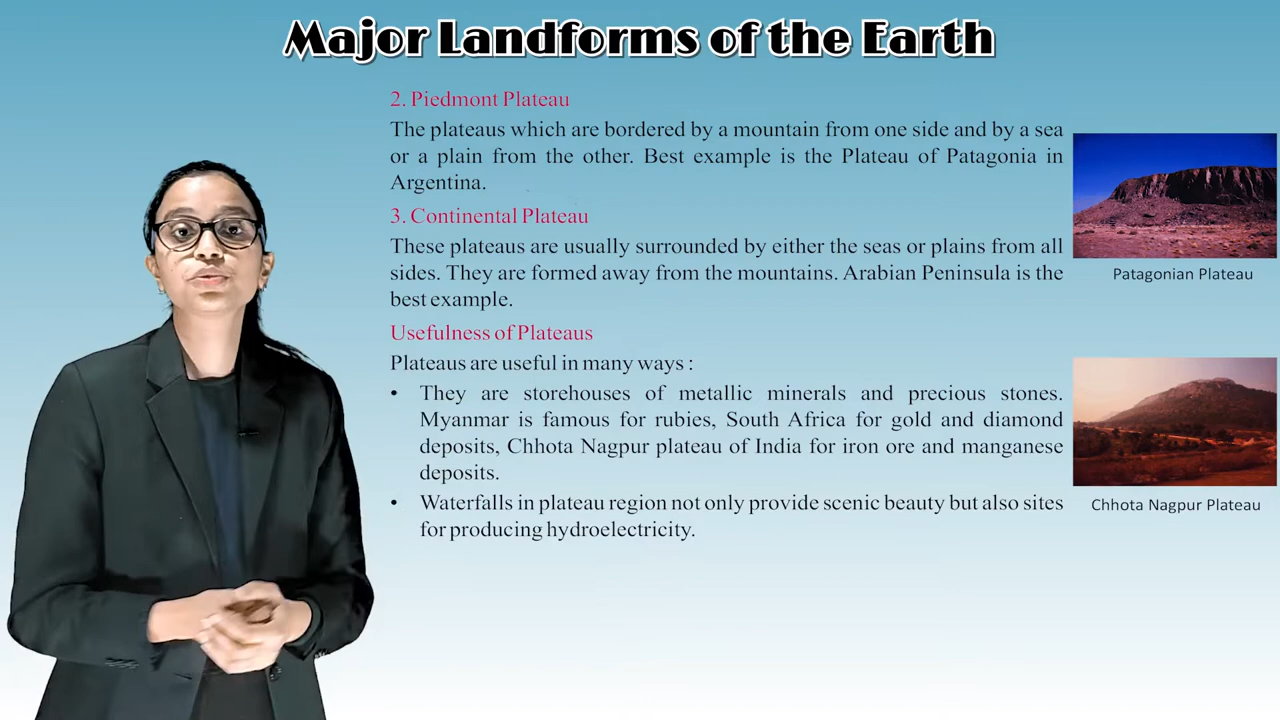 Major Landforms of the Earth
2. Piedmont Plateau
The plateaus which are bordered by a mountain from one side and by a sea
or a plain from the other. Best example is the Plateau of Patagonia in
Argentina.
3. Continental Plateau
These plateaus are usually surrounded by either the seas or plains from all
sides. They are formed away from the mountains. Arabian Peninsula is the
best example.
Usefulness of Plateaus
Plateaus are useful in many ways :
• They are storehouses of metallic minerals and precious stones.
Myanmar is famous for rubies, South Africa for gold and diamond
deposits, Chhota Nagpur plateau of India for iron ore and manganese
deposits.
• Waterfalls in plateau region not only provide scenic beauty but also sites
for producing hydroelectricity.
Patagonian Plateau
Chhota Nagpur Plateau